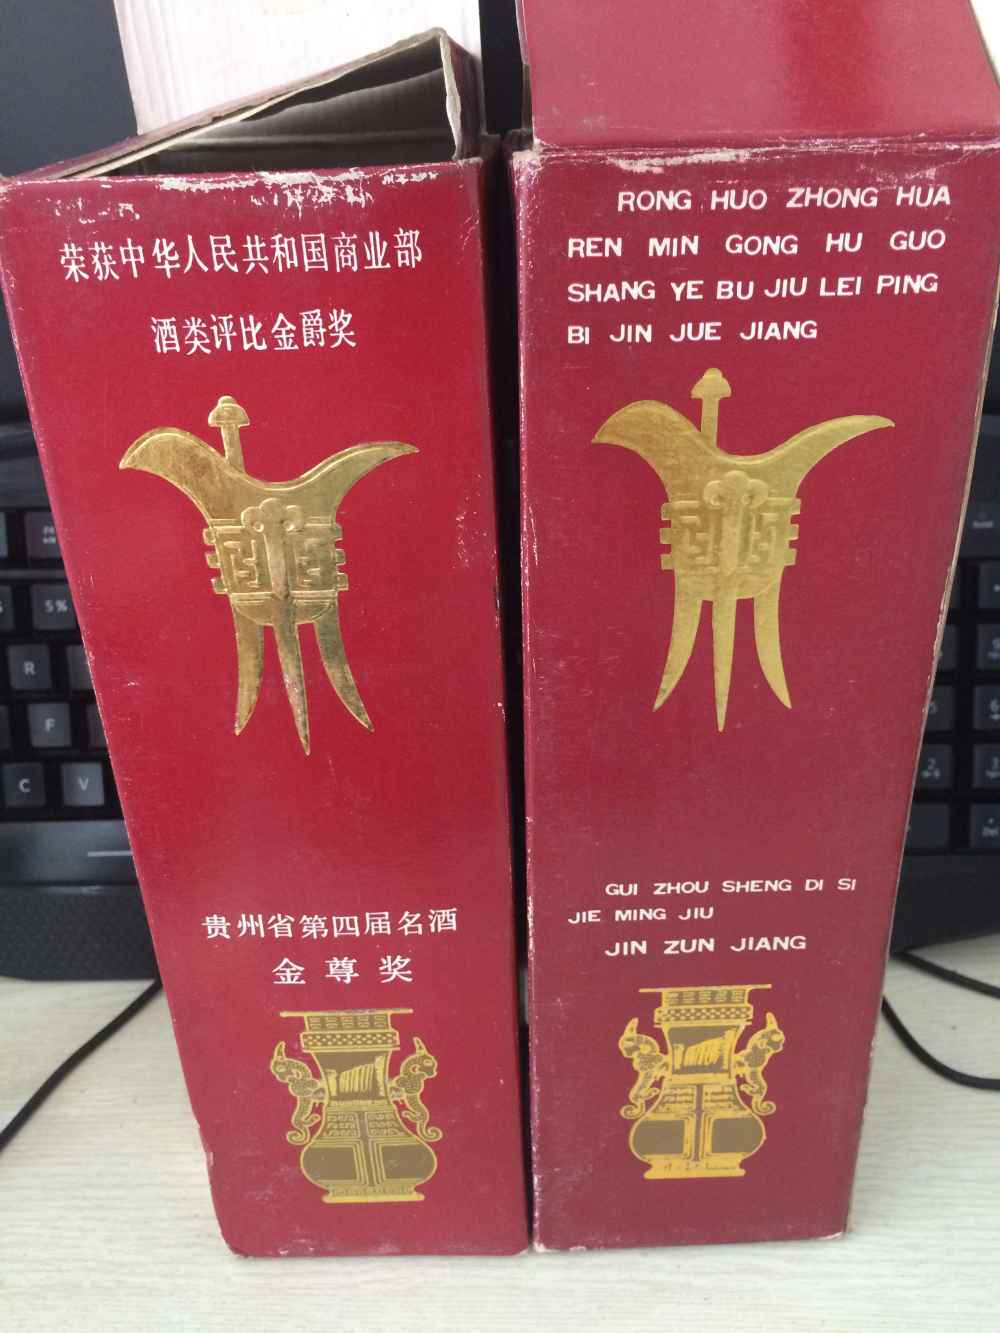 荣获中华人民共和国商业部
酒类评比金爵奖
贵州省第四届名酒
金尊奖
RONG HUO ZHONG HUA
REN MIN GONG HU GUO
SHANG YE BU JIU LEI PING
BI JIN JUE JIANG
GUI ZHOU SHENG DI SI
JIE MING JIU
JIN ZUN JIANG
5%
R
F
C
V